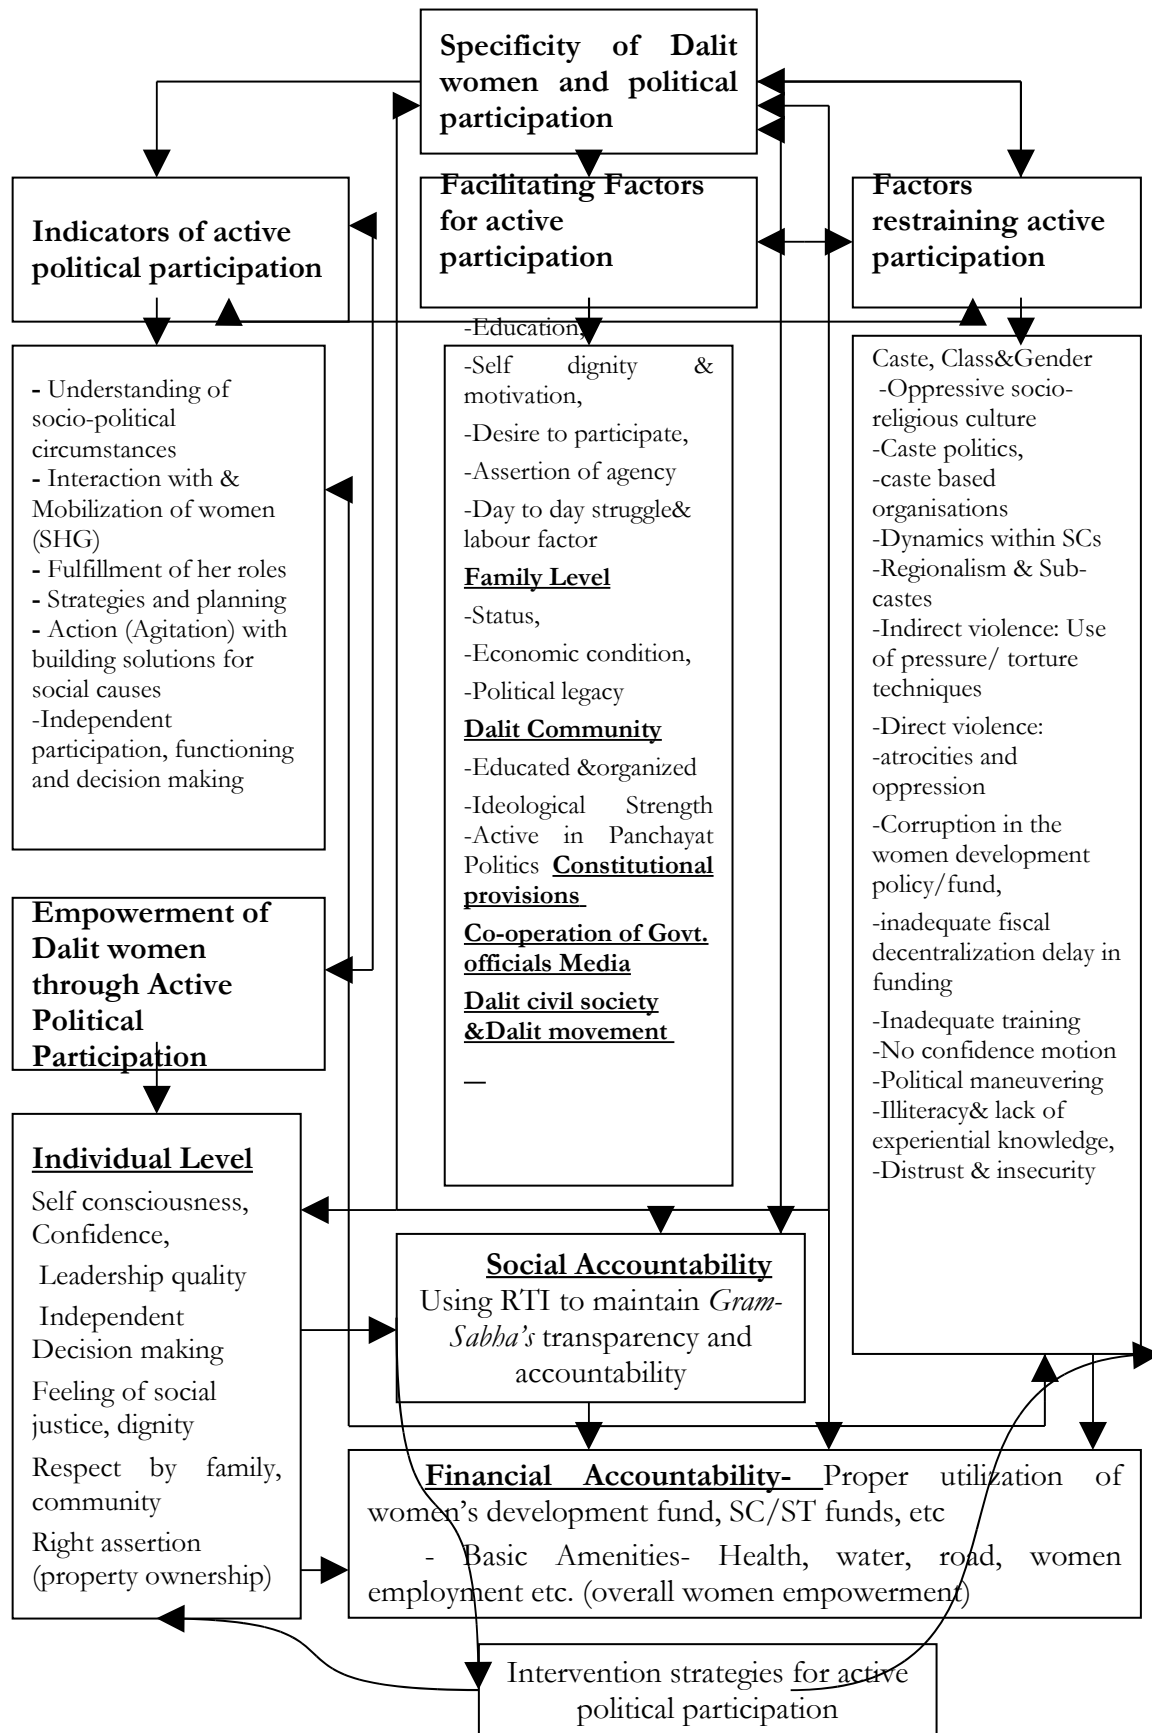 Specificity of Dalit
women and political
participation
Indicators of active
political participation
Facilitating Factors
for active
participation
Factors
restraining active
participation
- Understanding of
socio-political
circumstances
- Interaction with &
Mobilization of women
(SHG)
- Fulfillment of her roles
- Strategies and planning
- Action (Agitation) with
building solutions for
social causes
-Independent
participation, functioning
and decision making
-Education,
-Self dignity &
motivation,
-Desire to participate,
-Assertion of agency
-Day to day struggle&
labour factor
Family Level
-Status,
-Economic condition,
-Political legacy
Dalit Community
-Educated &organized
-Ideological Strength
-Active in Panchayat
Politics Constitutional
provisions
Co-operation of Govt.
officials Media
Dalit civil society
&Dalit movement
Caste, Class&Gender
-Oppressive socio-
religious culture
-Caste politics,
-caste based
organisations
-Dynamics within SCs
-Regionalism & Sub-
castes
-Indirect violence: Use
of pressure/ torture
techniques
-Direct violence:
-atrocities and
oppression
-Corruption in the
women development
policy/fund,
-inadequate fiscal
decentralization delay in
funding
-Inadequate training
-No confidence motion
-Political maneuvering
-Illiteracy& lack of
experiential knowledge,
-Distrust & insecurity
Empowerment of
Dalit women
through Active
Political
Participation
Individual Level
Self consciousness,
Confidence,
Leadership quality
Independent
Decision making
Feeling of social
justice, dignity
Respect by family,
community
Right assertion
(property ownership)
Social Accountability
Using RTI to maintain Gram-
Sabha's transparency and
accountability
Financial Accountability- Proper utilization of
women's development fund, SC/ST funds, etc
- Basic Amenities- Health, water, road, women
employment etc. (overall women empowerment)
Intervention strategies for active
political participation